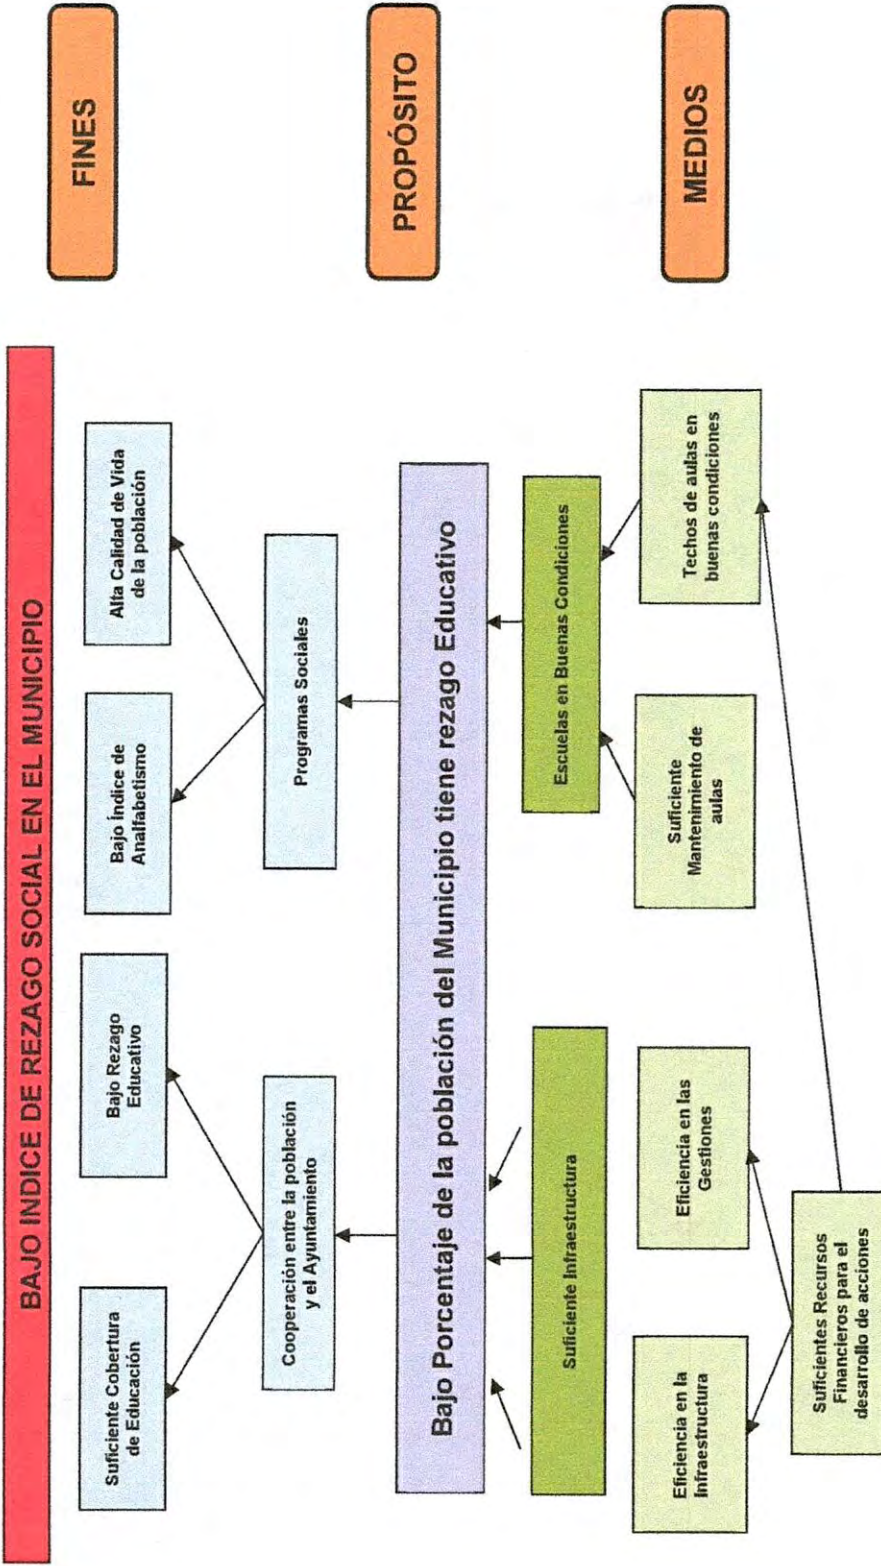 BAJO INDICE DE REZAGO SOCIAL EN EL MUNICIPIO
FINES
Suficiente Cobertura
de Educación
Bajo Rezago
Educativo
Bajo Índice de
Analfabetismo
Alta Calidad de Vida
de la población
Cooperación entre la población
y el Ayuntamiento
Programas Sociales
PROPÓSITO
Bajo Porcentaje de la población del Municipio tiene rezago Educativo
Suficiente Infraestructura
Escuelas en Buenas Condiciones
MEDIOS
Eficiencia en la
Infraestructura
Eficiencia en las
Gestiones
Suficiente
Mantenimiento de
aulas
Techos de aulas en
buenas condiciones
Suficientes Recursos
Financieros para el
desarrollo de acciones